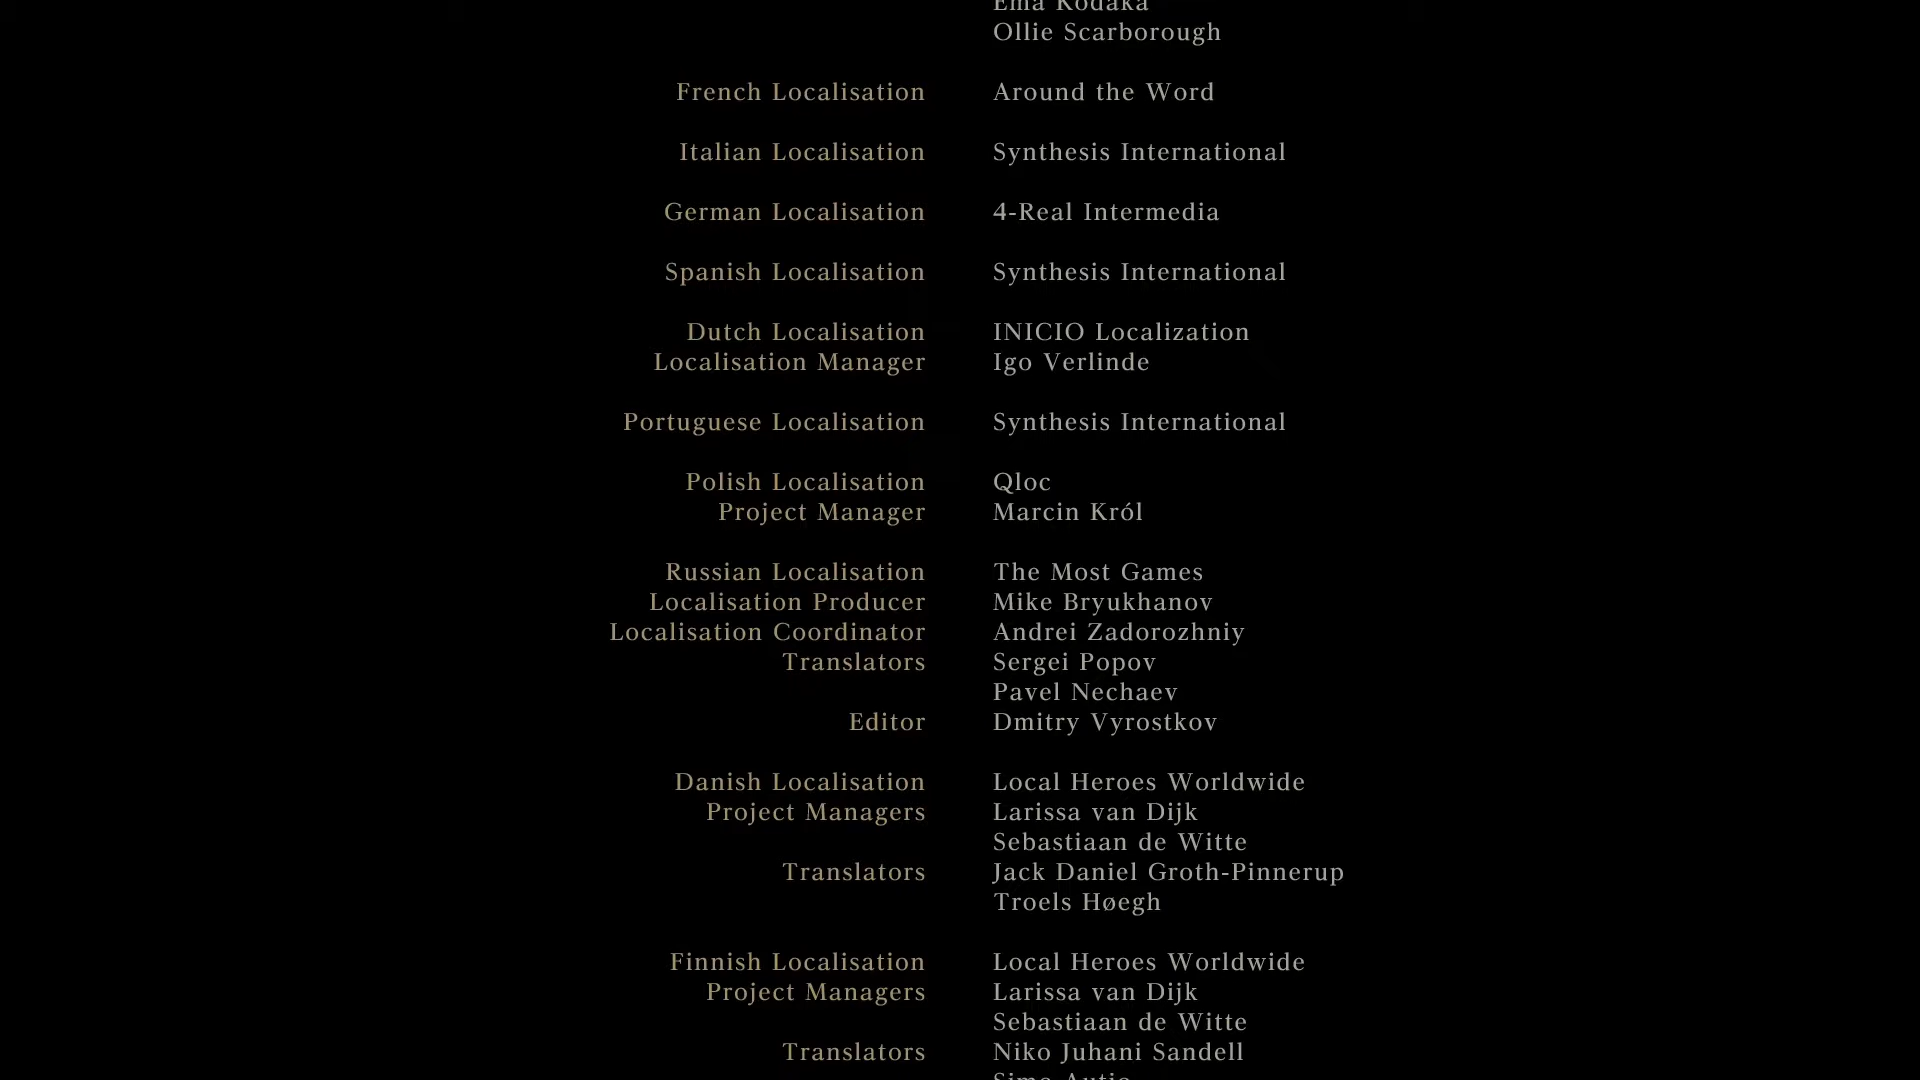 Ema Kodaka
Ollie Scarborough
French Localisation Around the Word
Italian Localisation Synthesis International
German Localisation 4-Real Intermedia
Spanish Localisation Synthesis International
Dutch Localisation INICIO Localization
Localisation Manager Igo Verlinde
Portuguese Localisation Synthesis International
Polish Localisation Qloc
Project Manager Marcin Król
Russian Localisation The Most Games
Localisation Producer Mike Bryukhanov
Localisation Coordinator Andrei Zadorozhniy
Translators Sergei Popov
Pavel Nechaev
Editor Dmitry Vyrostkov
Danish Localisation Local Heroes Worldwide
Project Managers Larissa van Dijk
Sebastiaan de Witte
Translators Jack Daniel Groth-Pinnerup
Troels Høegh
Finnish Localisation Local Heroes Worldwide
Project Managers Larissa van Dijk
Sebastiaan de Witte
Translators Niko Juhani Sandell